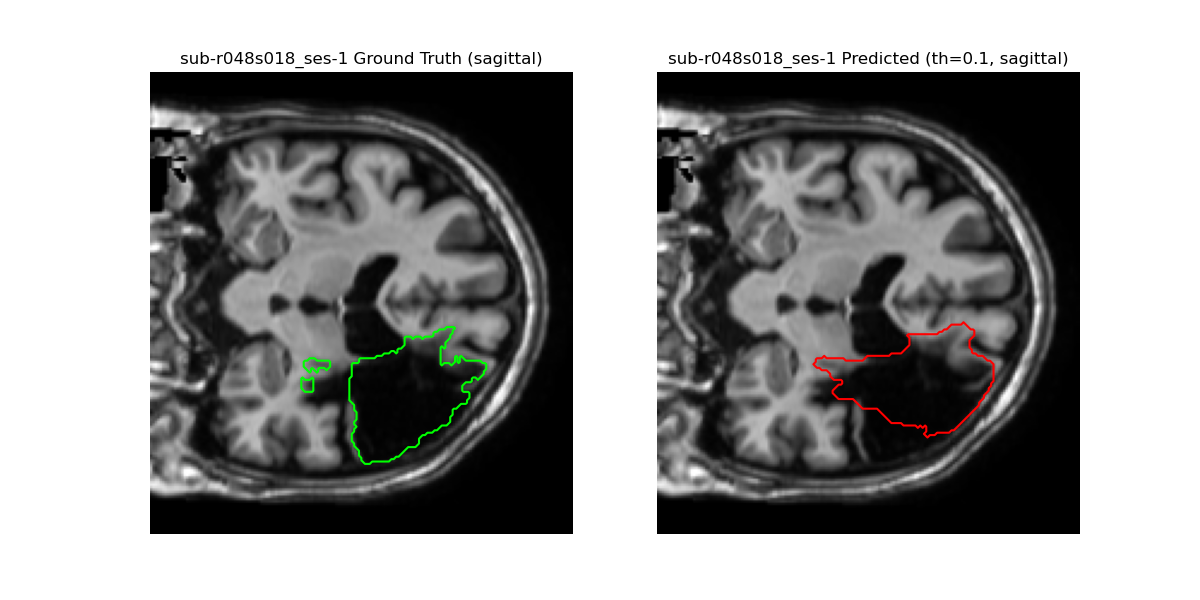 sub-r048s018_ses-1 Ground Truth (sagittal)
sub-r048s018_ses-1 Predicted (th=0.1, sagittal)